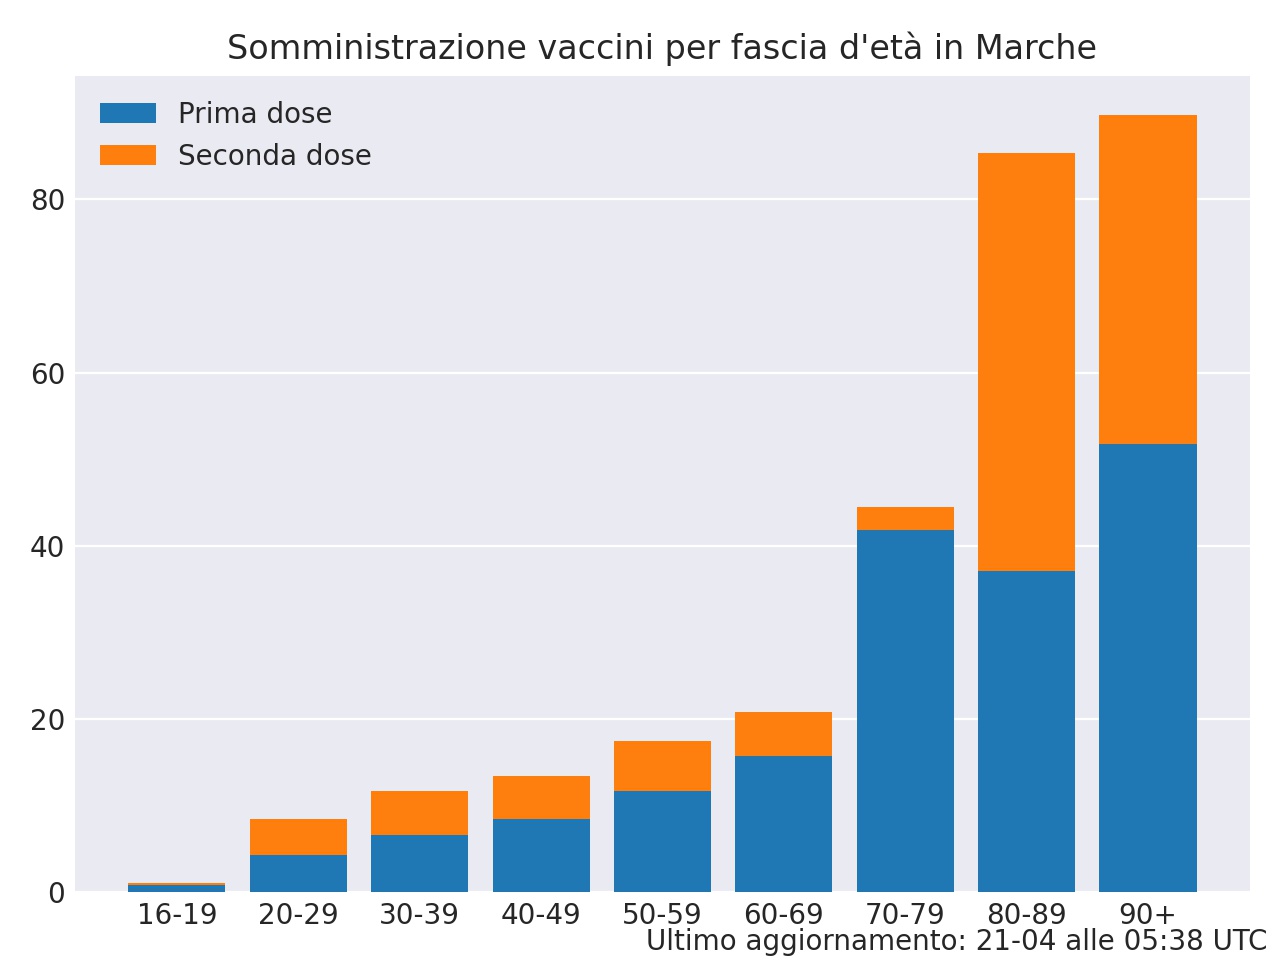 Somministrazione vaccini per fascia d'età in Marche
Prima dose
Seconda dose
80
60
40
20
0
16-19 20-29 30-39 40-49 50-59 60-69 70-79 80-89 90+
Ultimo aggiornamento: 21-04 alle 05:38 UTC